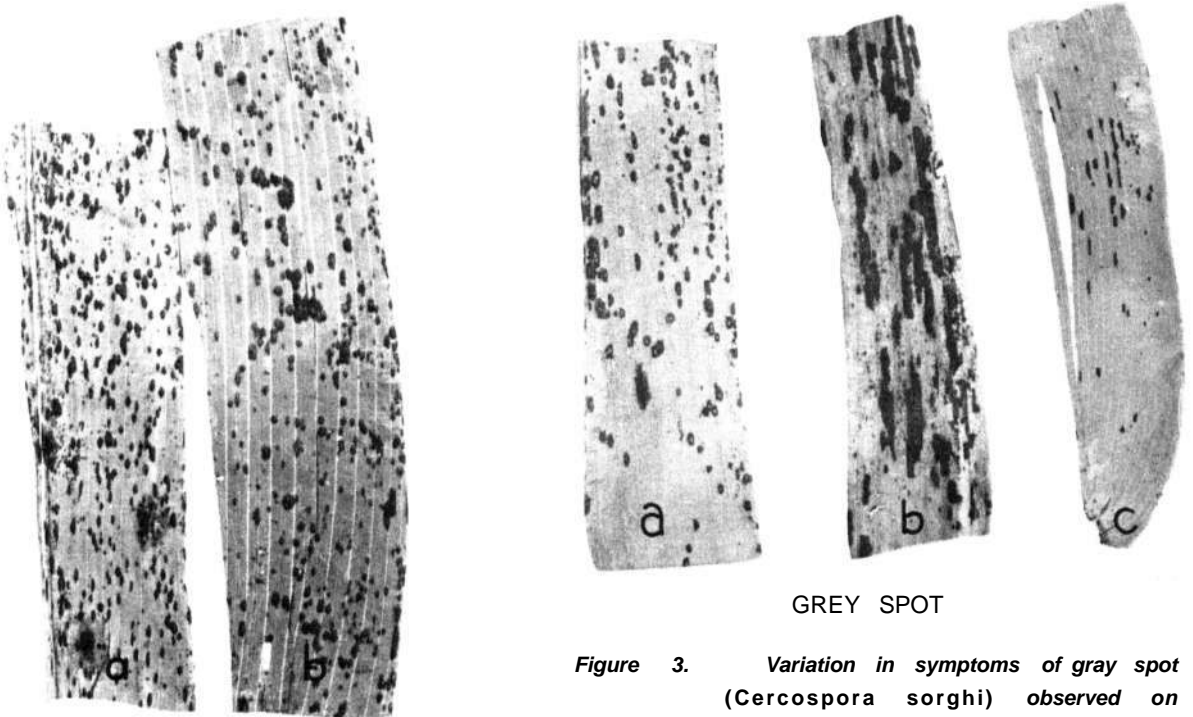 a b
a b c
GREY SPOT
Figure 3. Variation in symptoms of gray spot
(Cercospora sorghi) observed on